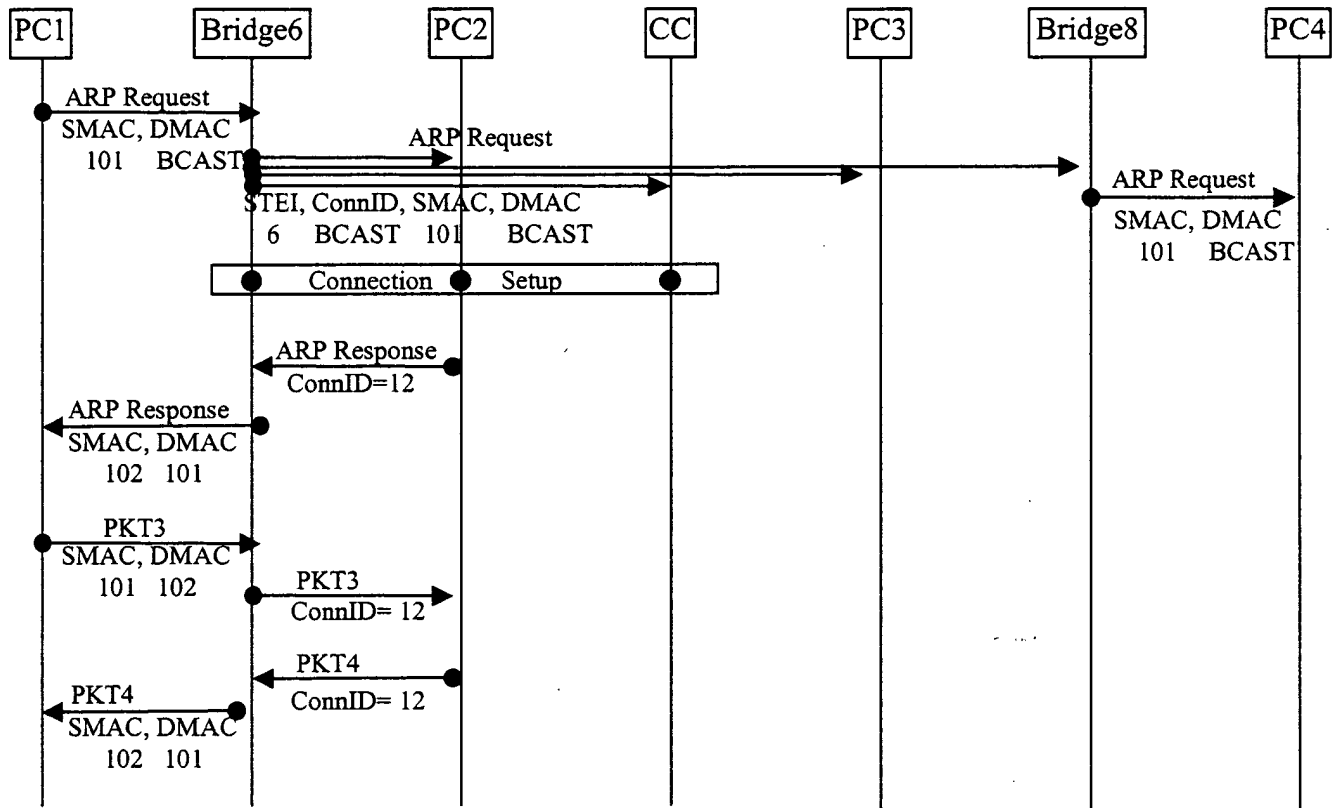 PC1 Bridge6 PC2 CC PC3 Bridge8 PC4
ARP Request
SMAC, DMAC
101 BCAST
ARP Request
STEI, ConnID, SMAC, DMAC
6 BCAST 101 BCAST
ARP Request
SMAC, DMAC
101 BCAST
Connection Setup
ARP Response
ConnID=12
ARP Response
SMAC, DMAC
102 101
PKT3
SMAC, DMAC
101 102
PKT3
ConnID= 12
PKT4
ConnID= 12
PKT4
SMAC, DMAC
102 101